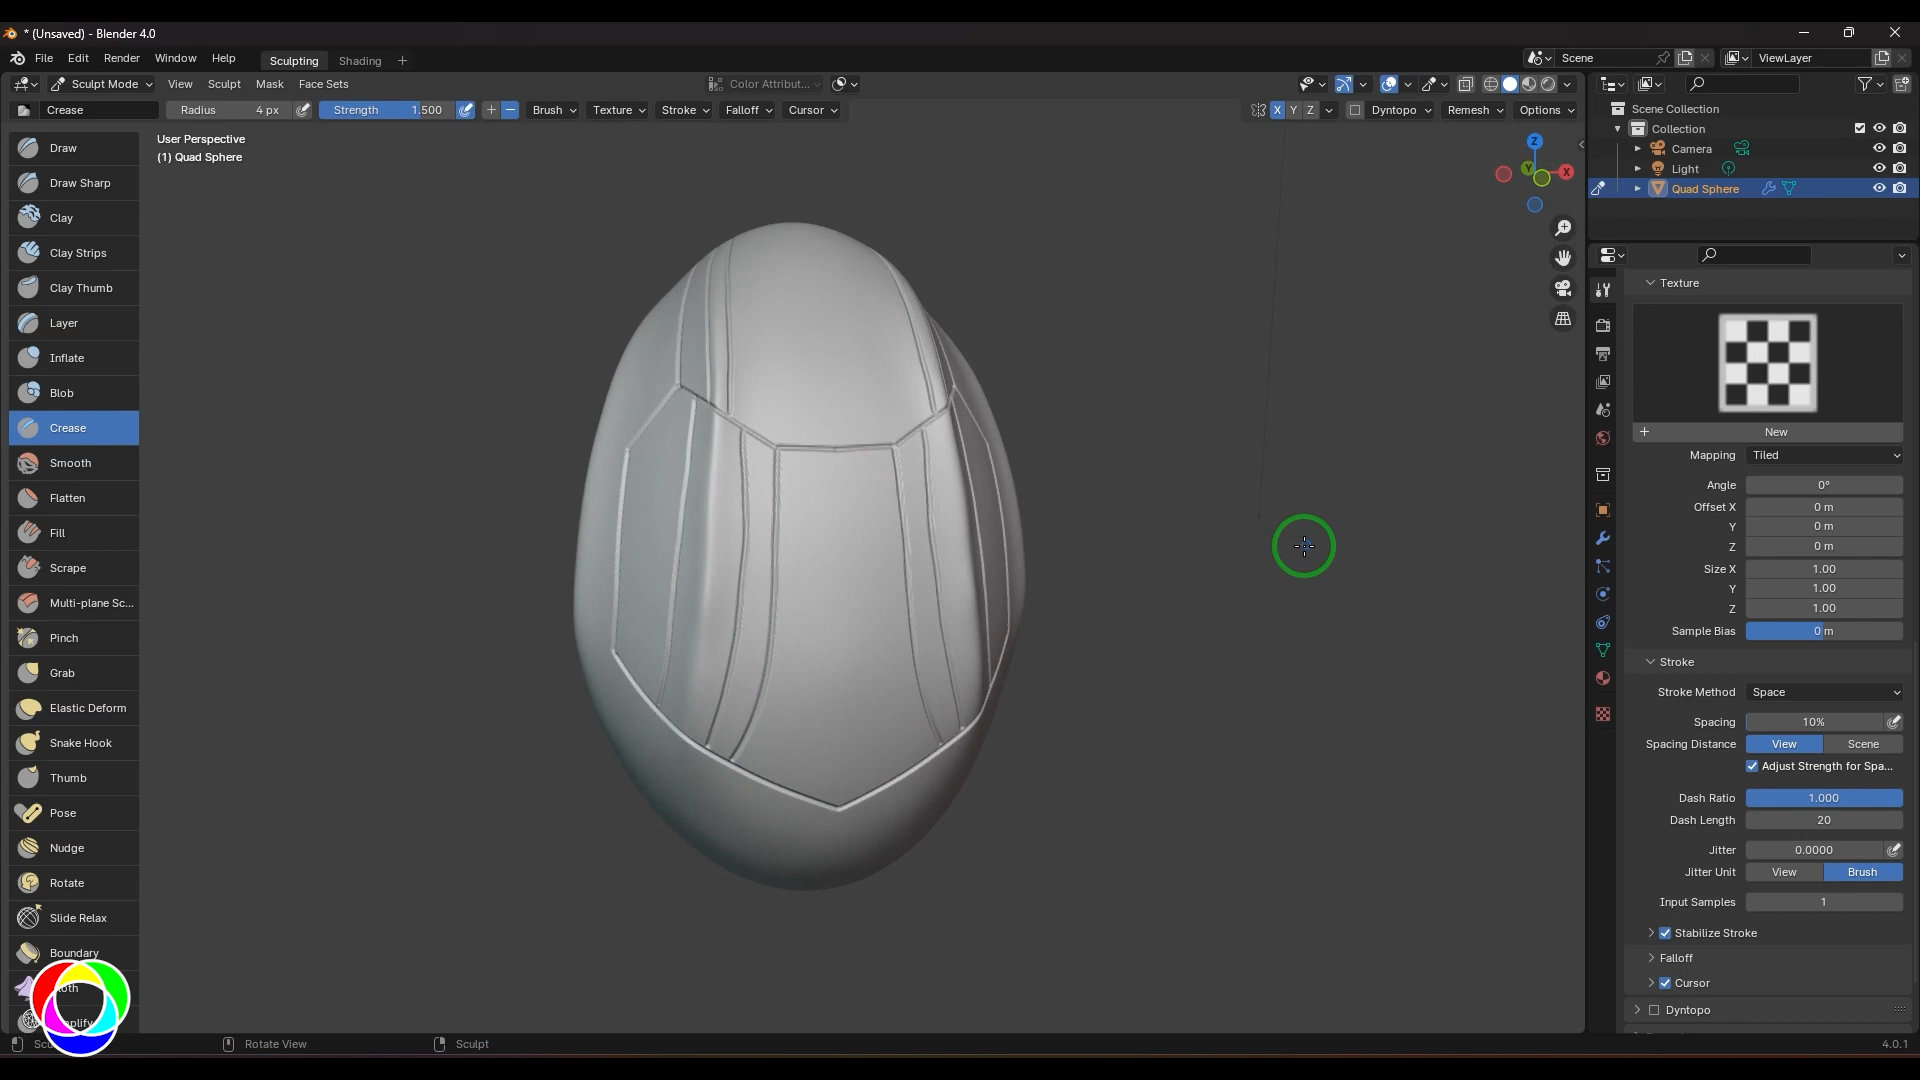 * (Unsaved) - Blender 4.0
File Edit Render Window Help Sculpting Shading + Scene ViewLayer
Sculpt Mode View Sculpt Mask Face Sets Color Attribut...
Crease Radius 4 px Strength 1.500 Brush Texture Stroke Falloff Cursor X Y Z Dyntopo Remesh Options
User Perspective
(1) Quad Sphere
Draw
Draw Sharp
Clay
Clay Strips
Clay Thumb
Layer
Inflate
Blob
Crease
Smooth
Flatten
Fill
Scrape
Multi-plane Sc...
Pinch
Grab
Elastic Deform
Snake Hook
Thumb
Pose
Nudge
Rotate
Slide Relax
Boundary
Z
Y
X
Scene Collection
Collection
Camera
Light
Quad Sphere
Texture
+ New
Mapping Tiled
Angle 0°
Offset X 0 m
Y 0 m
Z 0 m
Size X 1.00
Y 1.00
Z 1.00
Sample Bias 0 m
Stroke
Stroke Method Space
Spacing 10%
Spacing Distance View Scene
Adjust Strength for Spa...
Dash Ratio 1.000
Dash Length 20
Jitter 0.0000
Jitter Unit View Brush
Input Samples 1
Stabilize Stroke
Falloff
Cursor
Dyntopo
Rotate View Sculpt 4.0.1